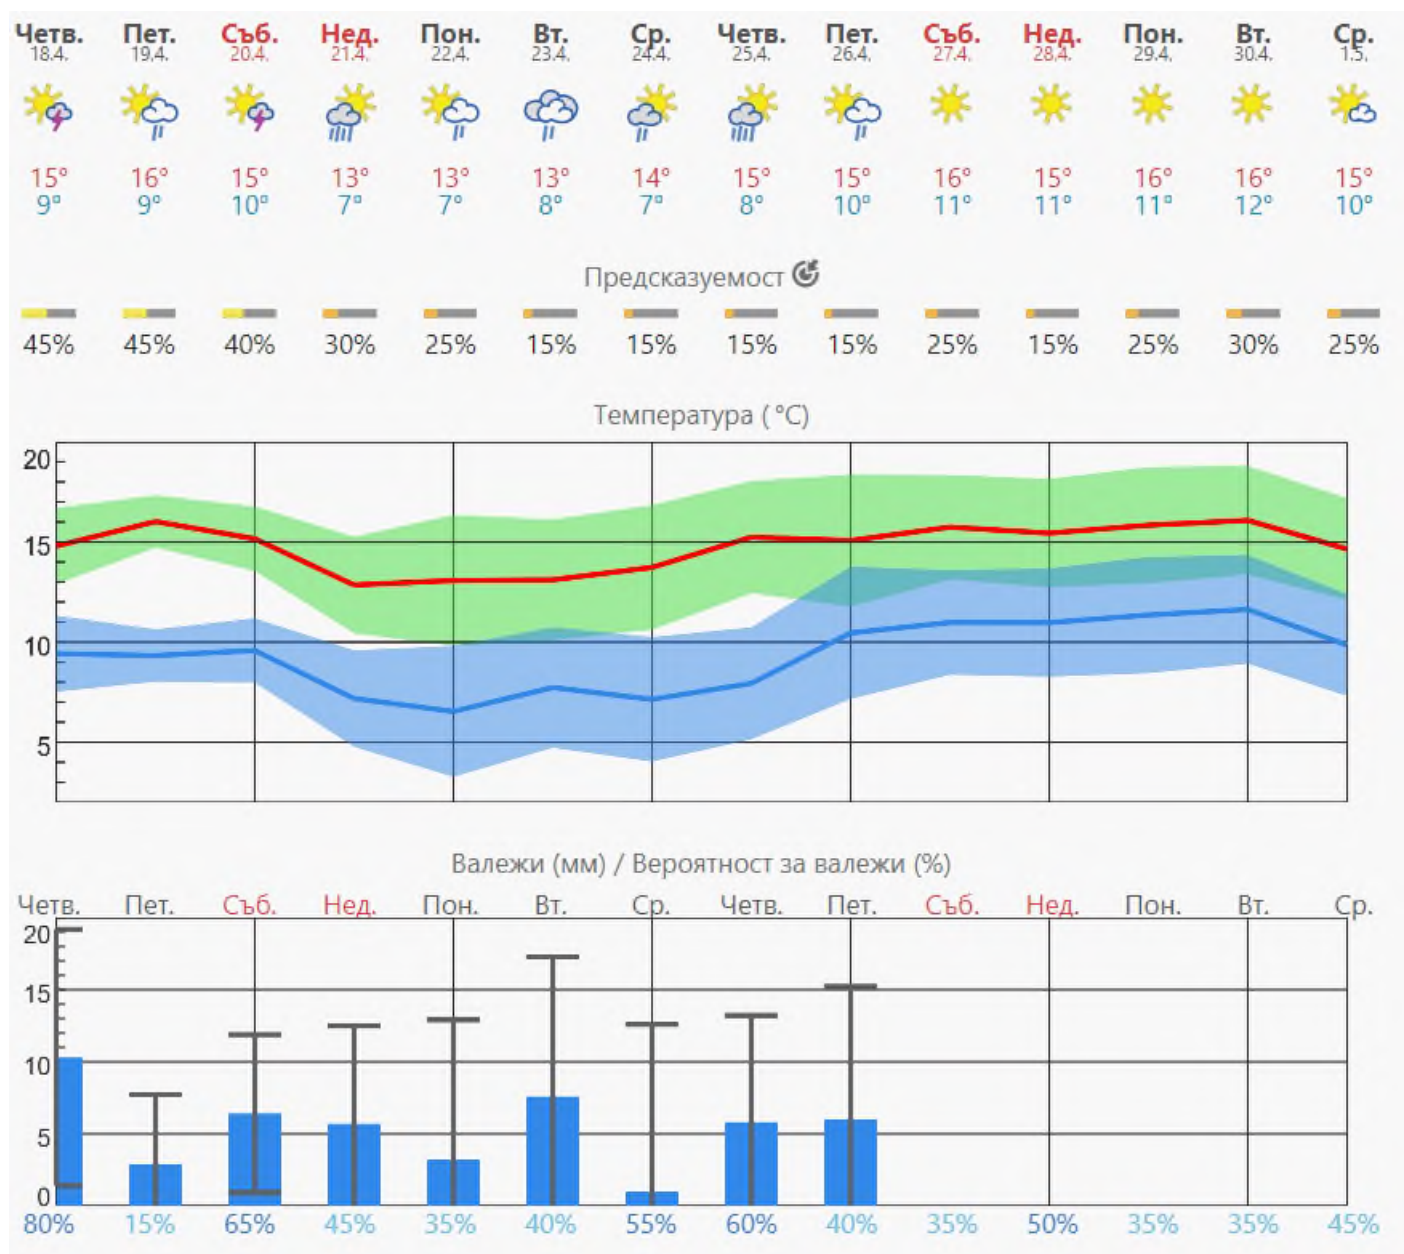 Четв. Пет. Съб. Нед. Пон. Вт. Ср. Четв. Пет. Съб. Нед. Пон. Вт. Ср.
18.4. 19.4. 20.4. 21.4. 22.4. 23.4. 24.4. 25.4. 26.4. 27.4. 28.4. 29.4. 30.4. 1.5.
15° 16° 15° 13° 13° 13° 14° 15° 15° 16° 15° 16° 16° 15°
9° 9° 10° 7° 7° 8° 7° 8° 10° 11° 11° 11° 12° 10°
Предсказуемост
45% 45% 40% 30% 25% 15% 15% 15% 15% 25% 15% 25% 30% 25%
Температура ( °C)
20
15
10
5
Валежи (мм) / Вероятност за валежи (%)
Четв. Пет. Съб. Нед. Пон. Вт. Ср. Четв. Пет. Съб. Нед. Пон. Вт. Ср.
20
15
10
5
0
80% 15% 65% 45% 35% 40% 55% 60% 40% 35% 50% 35% 35% 45%